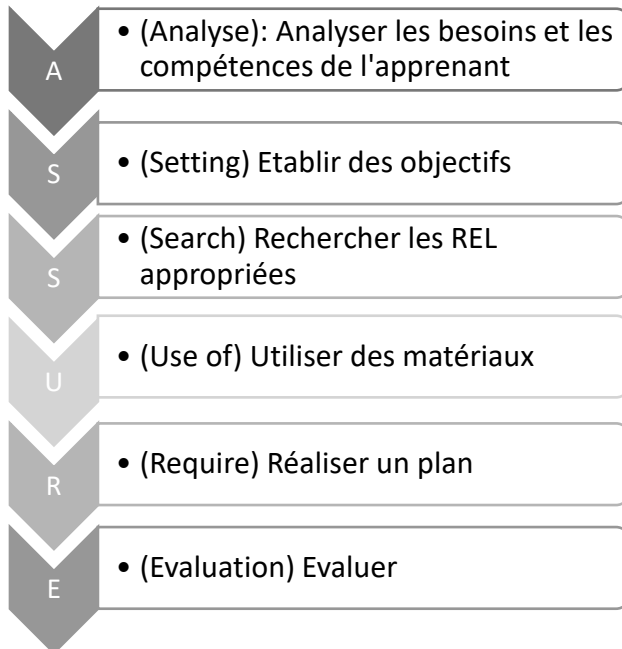 A
• (Analyse): Analyser les besoins et les
compétences de l'apprenant
S
• (Setting) Etablir des objectifs
S
• (Search) Rechercher les REL
appropriées
U
• (Use of) Utiliser des matériaux
R
• (Require) Réaliser un plan
E
• (Evaluation) Evaluer